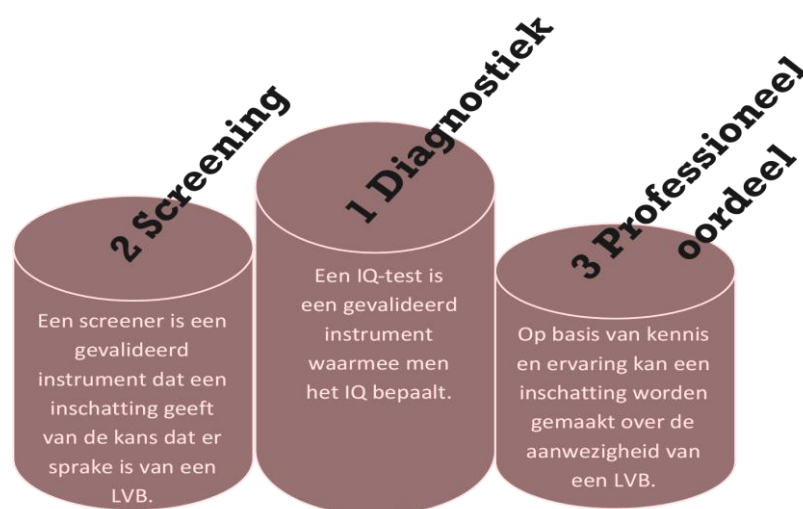 2 Screening
Een screener is een
gevalideerd
instrument dat een
inschatting geeft
van de kans dat er
sprake is van een
LVB.
1 Diagnostiek
Een IQ-test is
een gevalideerd
instrument
waarmee men
het IQ bepaalt.
3 Professioneel
oordeel
Op basis van kennis
en ervaring kan een
inschatting worden
gemaakt over de
aanwezigheid van
een LVB.